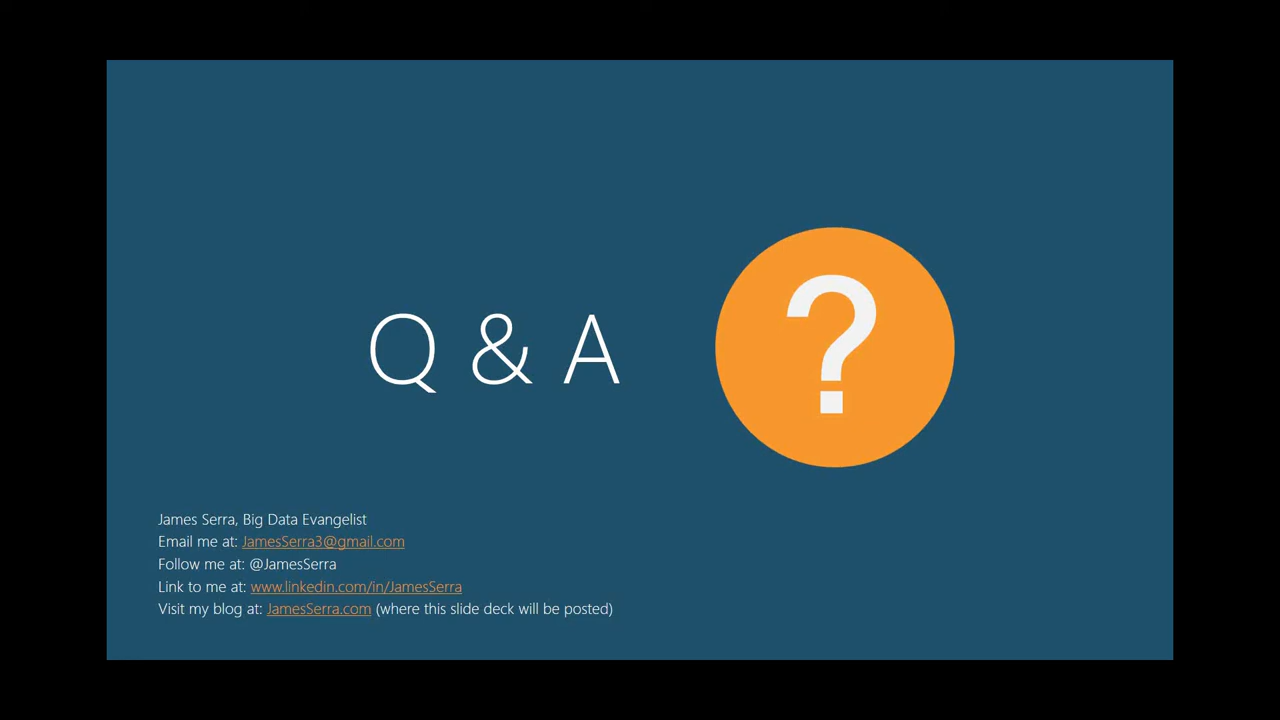 Q & A
?
James Serra, Big Data Evangelist
Email me at: JamesSerra3@gmail.com
Follow me at: @JamesSerra
Link to me at: www.linkedin.com/in/JamesSerra
Visit my blog at: JamesSerra.com (where this slide deck will be posted)